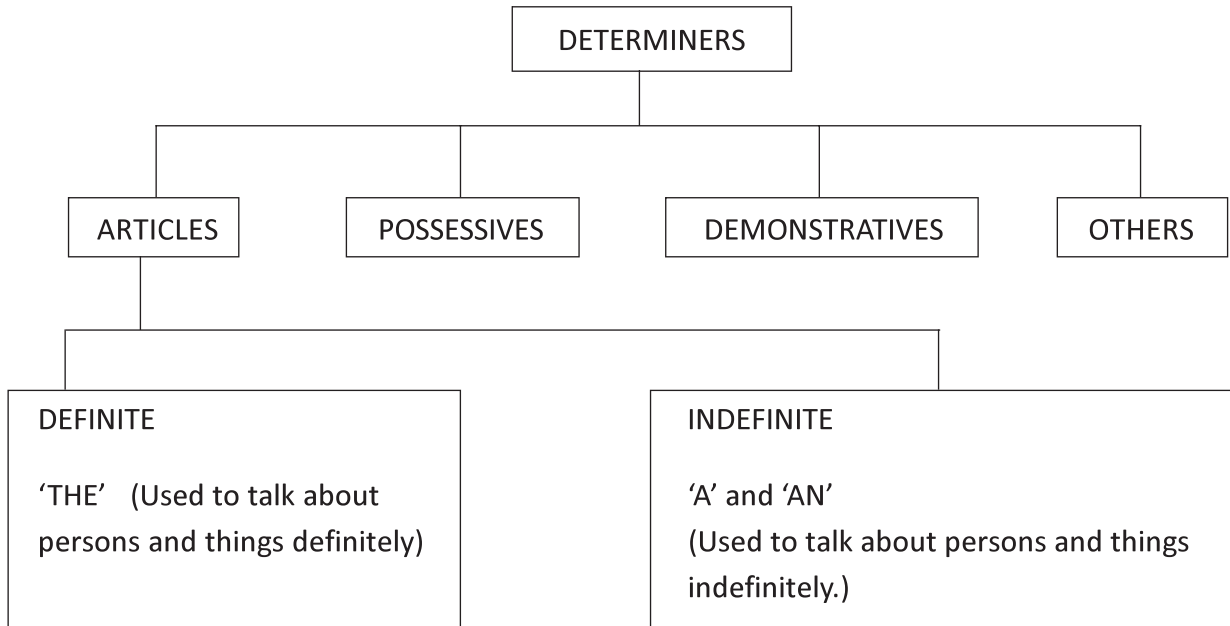 DETERMINERS
ARTICLES
POSSESSIVES
DEMONSTRATIVES
OTHERS
DEFINITE
‘THE’ (Used to talk about
persons and things definitely)
INDEFINITE
‘A’ and ‘AN’
(Used to talk about persons and things
indefinitely.)